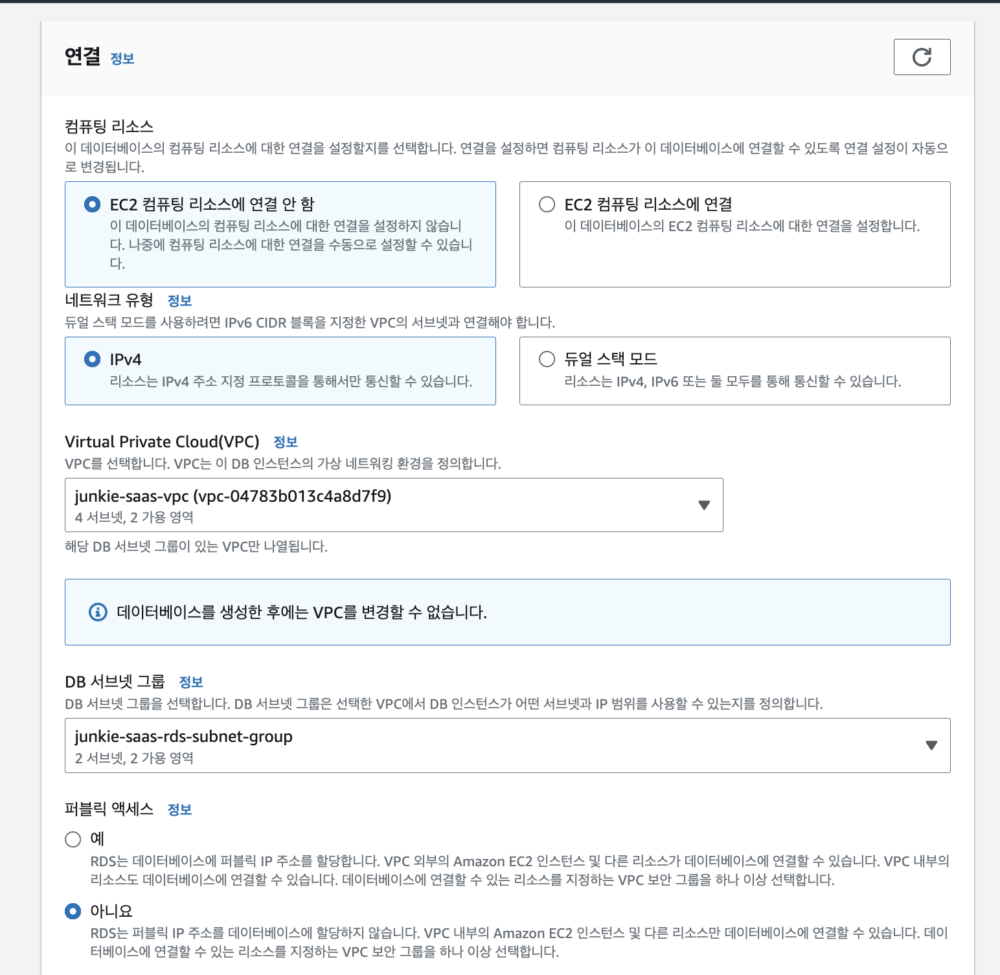 연결 정보
컴퓨팅 리소스
이 데이터베이스의 컴퓨팅 리소스에 대한 연결을 설정할지를 선택합니다. 연결을 설정하면 컴퓨팅 리소스가 이 데이터베이스에 연결할 수 있도록 연결 설정이 자동으
로 변경됩니다.
EC2 컴퓨팅 리소스에 연결 안 함
이 데이터베이스의 컴퓨팅 리소스에 대한 연결을 설정하지 않습니
다. 나중에 컴퓨팅 리소스에 대한 연결을 수동으로 설정할 수 있습니
다.
EC2 컴퓨팅 리소스에 연결
이 데이터베이스의 EC2 컴퓨팅 리소스에 대한 연결을 설정합니다.
네트워크 유형 정보
듀얼 스택 모드를 사용하려면 IPv6 CIDR 블록을 지정한 VPC의 서브넷과 연결해야 합니다.
IPv4
리소스는 IPv4 주소 지정 프로토콜을 통해서만 통신할 수 있습니다.
듀얼 스택 모드
리소스는 IPv4, IPv6 또는 둘 모두를 통해 통신할 수 있습니다.
Virtual Private Cloud(VPC) 정보
VPC를 선택합니다. VPC는 이 DB 인스턴스의 가상 네트워킹 환경을 정의합니다.
junkie-saas-vpc (vpc-04783b013c4a8d7f9)
4 서브넷, 2 가용 영역
해당 DB 서브넷 그룹이 있는 VPC만 나열됩니다.
데이터베이스를 생성한 후에는 VPC를 변경할 수 없습니다.
DB 서브넷 그룹 정보
DB 서브넷 그룹을 선택합니다. DB 서브넷 그룹은 선택한 VPC에서 DB 인스턴스가 어떤 서브넷과 IP 범위를 사용할 수 있는지를 정의합니다.
junkie-saas-rds-subnet-group
2 서브넷, 2 가용 영역
퍼블릭 액세스 정보
예
RDS는 데이터베이스에 퍼블릭 IP 주소를 할당합니다. VPC 외부의 Amazon EC2 인스턴스 및 다른 리소스가 데이터베이스에 연결할 수 있습니다. VPC 내부의
리소스도 데이터베이스에 연결할 수 있습니다. 데이터베이스에 연결할 수 있는 리소스를 지정하는 VPC 보안 그룹을 하나 이상 선택합니다.
아니요
RDS는 퍼블릭 IP 주소를 데이터베이스에 할당하지 않습니다. VPC 내부의 Amazon EC2 인스턴스 및 다른 리소스만 데이터베이스에 연결할 수 있습니다. 데이
터베이스에 연결할 수 있는 리소스를 지정하는 VPC 보안 그룹을 하나 이상 선택합니다.